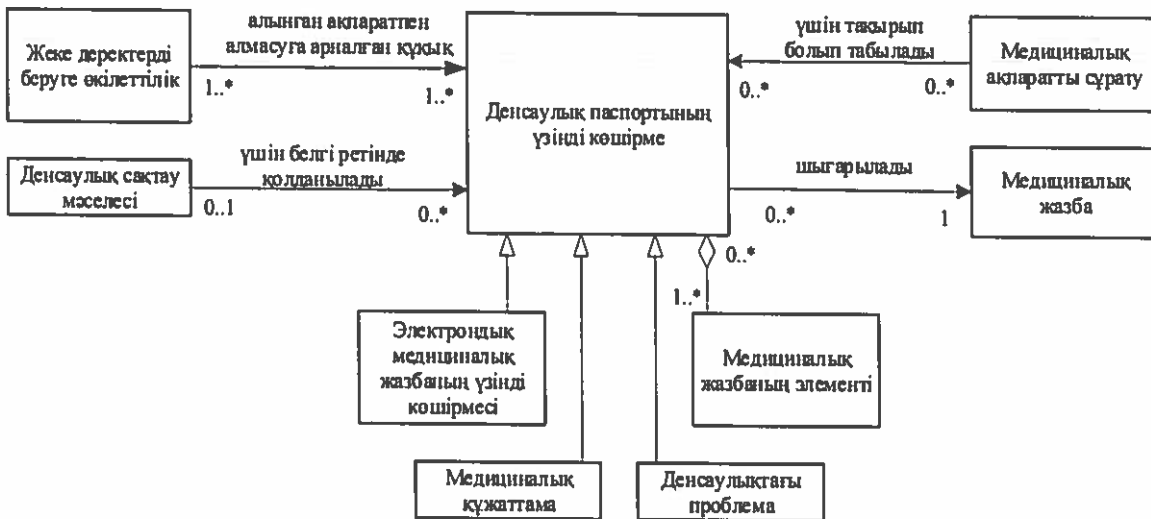 Жеке деректерді
беруге өкілеттілік
алынған ақпаратпен
алмасуға арналған құқық
1..*
1..*
үшін тақырып
болып табылады
0..*
0..*
Медициналық
ақпаратты сұрату
Денсаулық паспортының
үзінді көшірме
Денсаулық сақтау
мәселесі
үшін белгі ретінде
қолданылады
0..1
0..*
шығарылады
0..*
1
Медициналық
жазба
0..*
1..*
Электрондық
медициналық
жазбаның үзінді
көшірмесі
Медициналық
жазбаның элементі
Медициналық
құжаттама
Денсаулықтағы
проблема